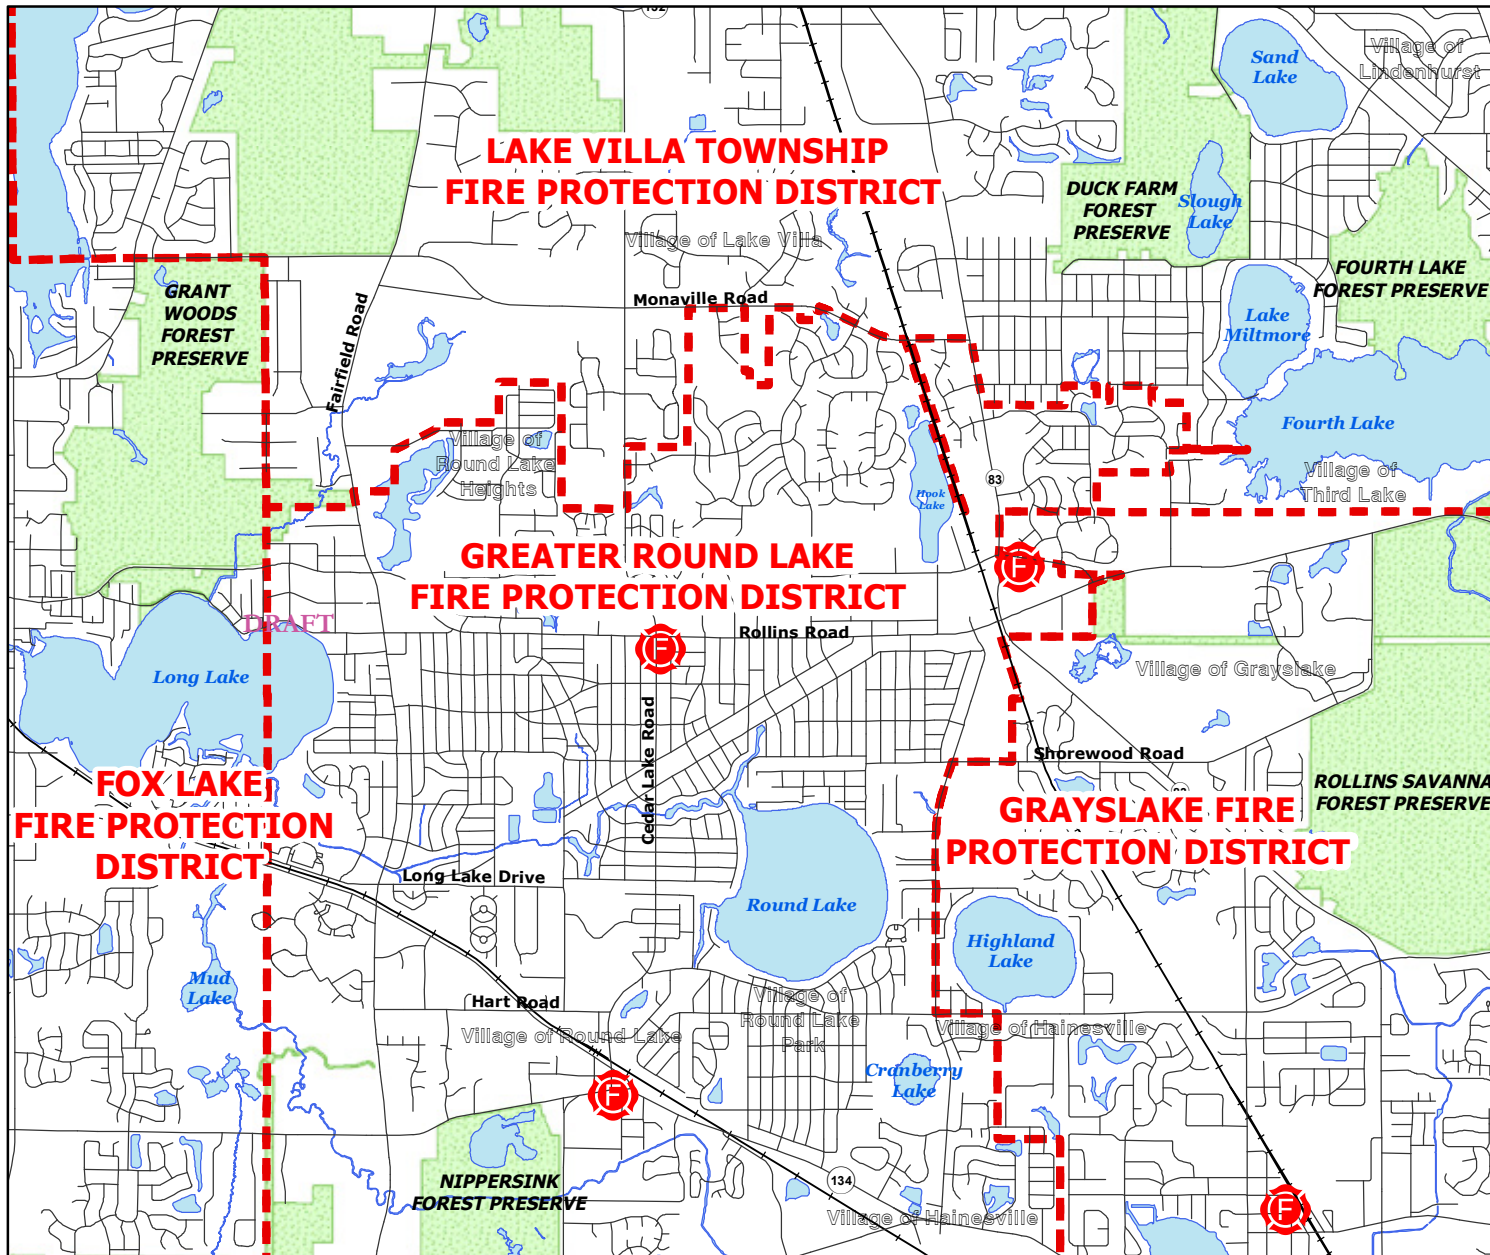 132
Village of
Lindenhurst
Sand
Lake
LAKE VILLA TOWNSHIP
FIRE PROTECTION DISTRICT
DUCK FARM
FOREST
PRESERVE
Slough
Lake
Village of Lake Villa
FOURTH LAKE
FOREST PRESERVE
GRANT
WOODS
FOREST
PRESERVE
Fairfield Road
Monaville Road
Lake
Miltmore
Fourth Lake
Village of
Round Lake
Heights
Village of
Third Lake
83
Hook
Lake
GREATER ROUND LAKE
FIRE PROTECTION DISTRICT
F
DRAFT
Rollins Road
F
Long Lake
Village of Grayslake
Cedar Lake Road
Shorewood Road
FOX LAKE
FIRE PROTECTION
DISTRICT
ROLLINS SAVANNA
FOREST PRESERVE
GRAYSLAKE FIRE
PROTECTION DISTRICT
Long Lake Drive
Round Lake
Highland
Lake
Mud
Lake
Hart Road
Village of Round Lake
Village of
Round Lake
Park
Village of Hainesville
Cranberry
Lake
F
NIPPERSINK
FOREST PRESERVE
134
Village of Hainesville
F